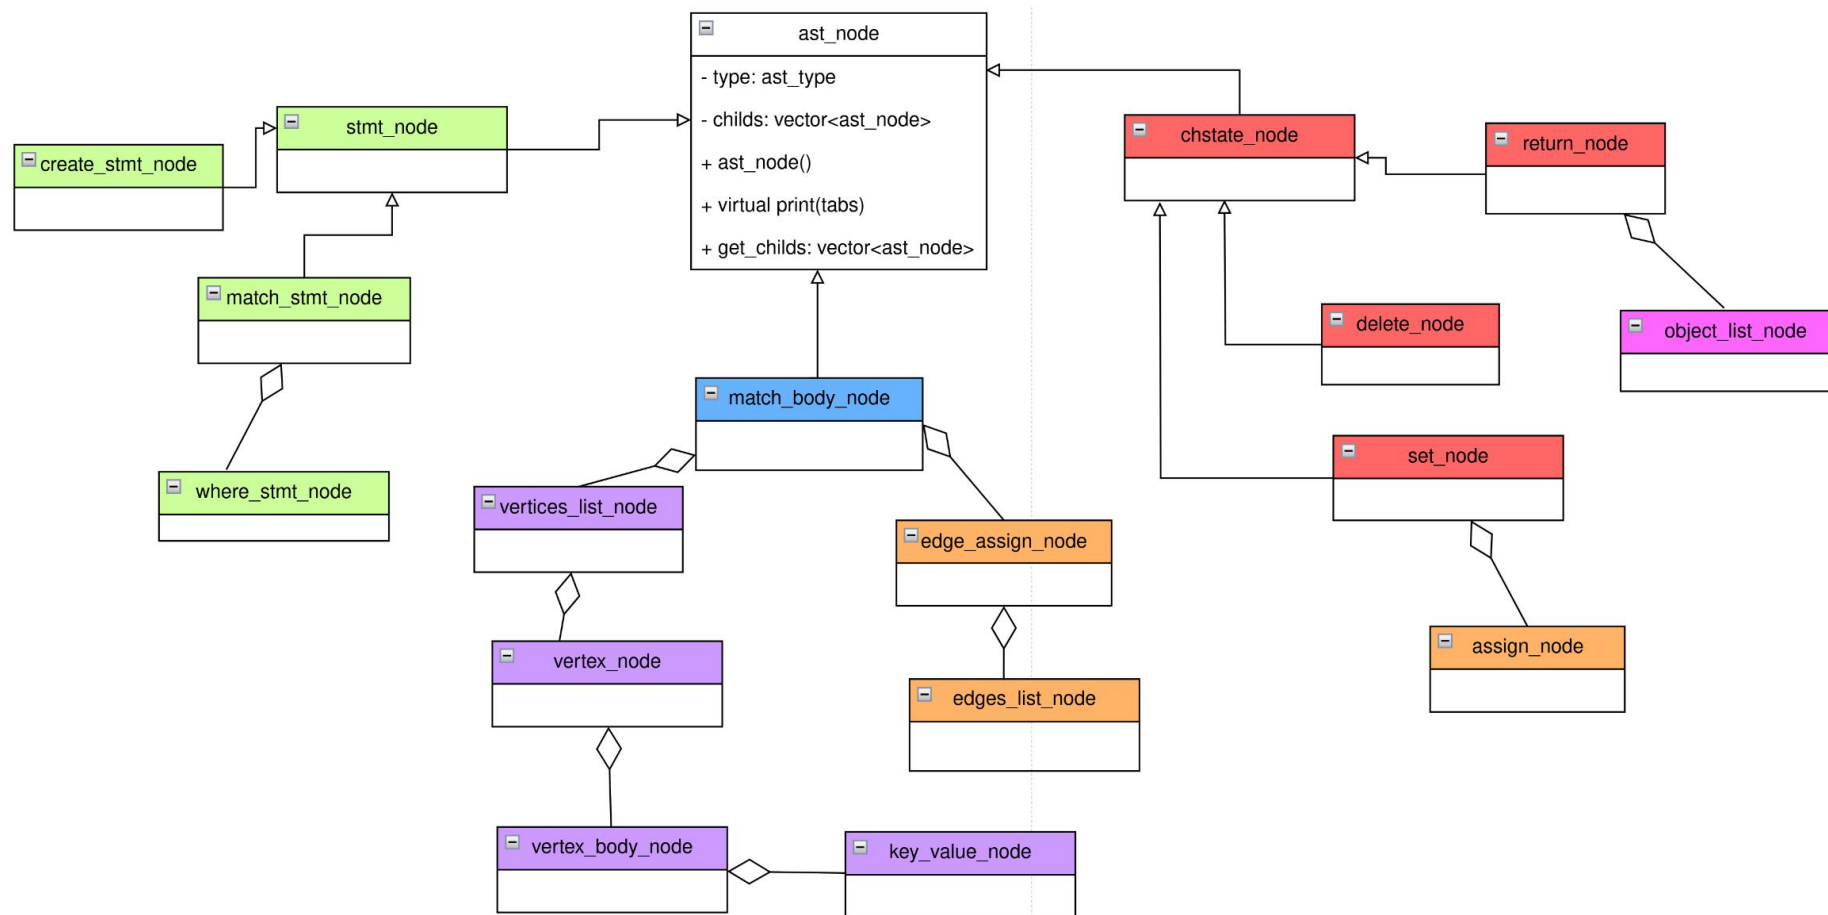 ast_node
- type: ast_type
- childs: vector<ast_node>
+ ast_node()
+ virtual print(tabs)
+ get_childs: vector<ast_node>
stmt_node
create_stmt_node
match_stmt_node
where_stmt_node
chstate_node
return_node
delete_node
object_list_node
match_body_node
set_node
vertices_list_node
edge_assign_node
vertex_node
assign_node
edges_list_node
vertex_body_node
key_value_node